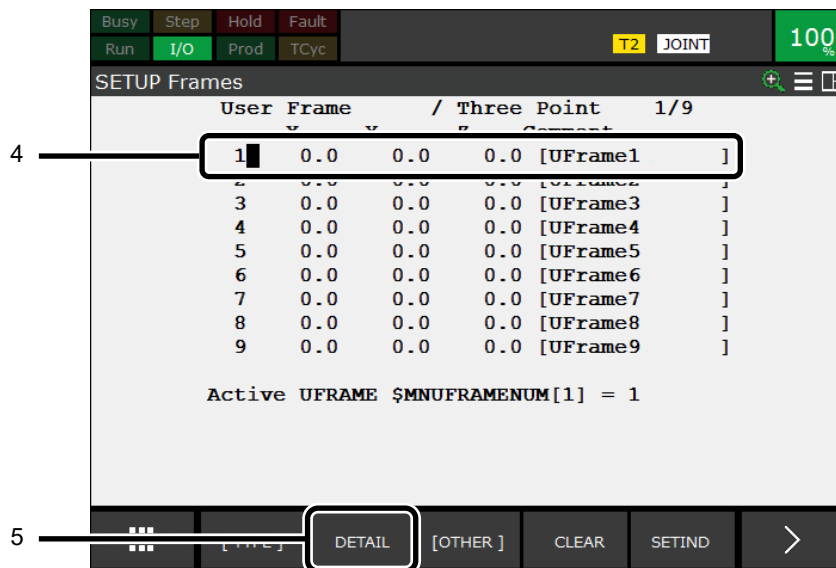 Busy Step Hold Fault
Run I/O Prod TCyc T2 JOINT 100%
SETUP Frames
User Frame / Three Point 1/9
4 1 0.0 0.0 0.0 [UFrame1 ]
3 0.0 0.0 0.0 [UFrame3 ]
4 0.0 0.0 0.0 [UFrame4 ]
5 0.0 0.0 0.0 [UFrame5 ]
6 0.0 0.0 0.0 [UFrame6 ]
7 0.0 0.0 0.0 [UFrame7 ]
8 0.0 0.0 0.0 [UFrame8 ]
9 0.0 0.0 0.0 [UFrame9 ]
Active UFRAME $MNUFRAMENUM[1] = 1
5 DETAIL [OTHER ] CLEAR SETIND